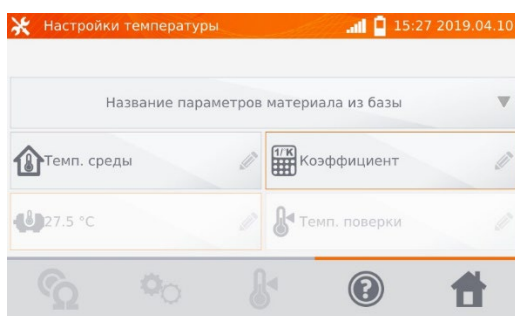 Настройки температуры 15:27 2019.04.10
Название параметров материала из базы
Темп. среды 1/°K Коэффициент
27.5 °C Темп. поверки